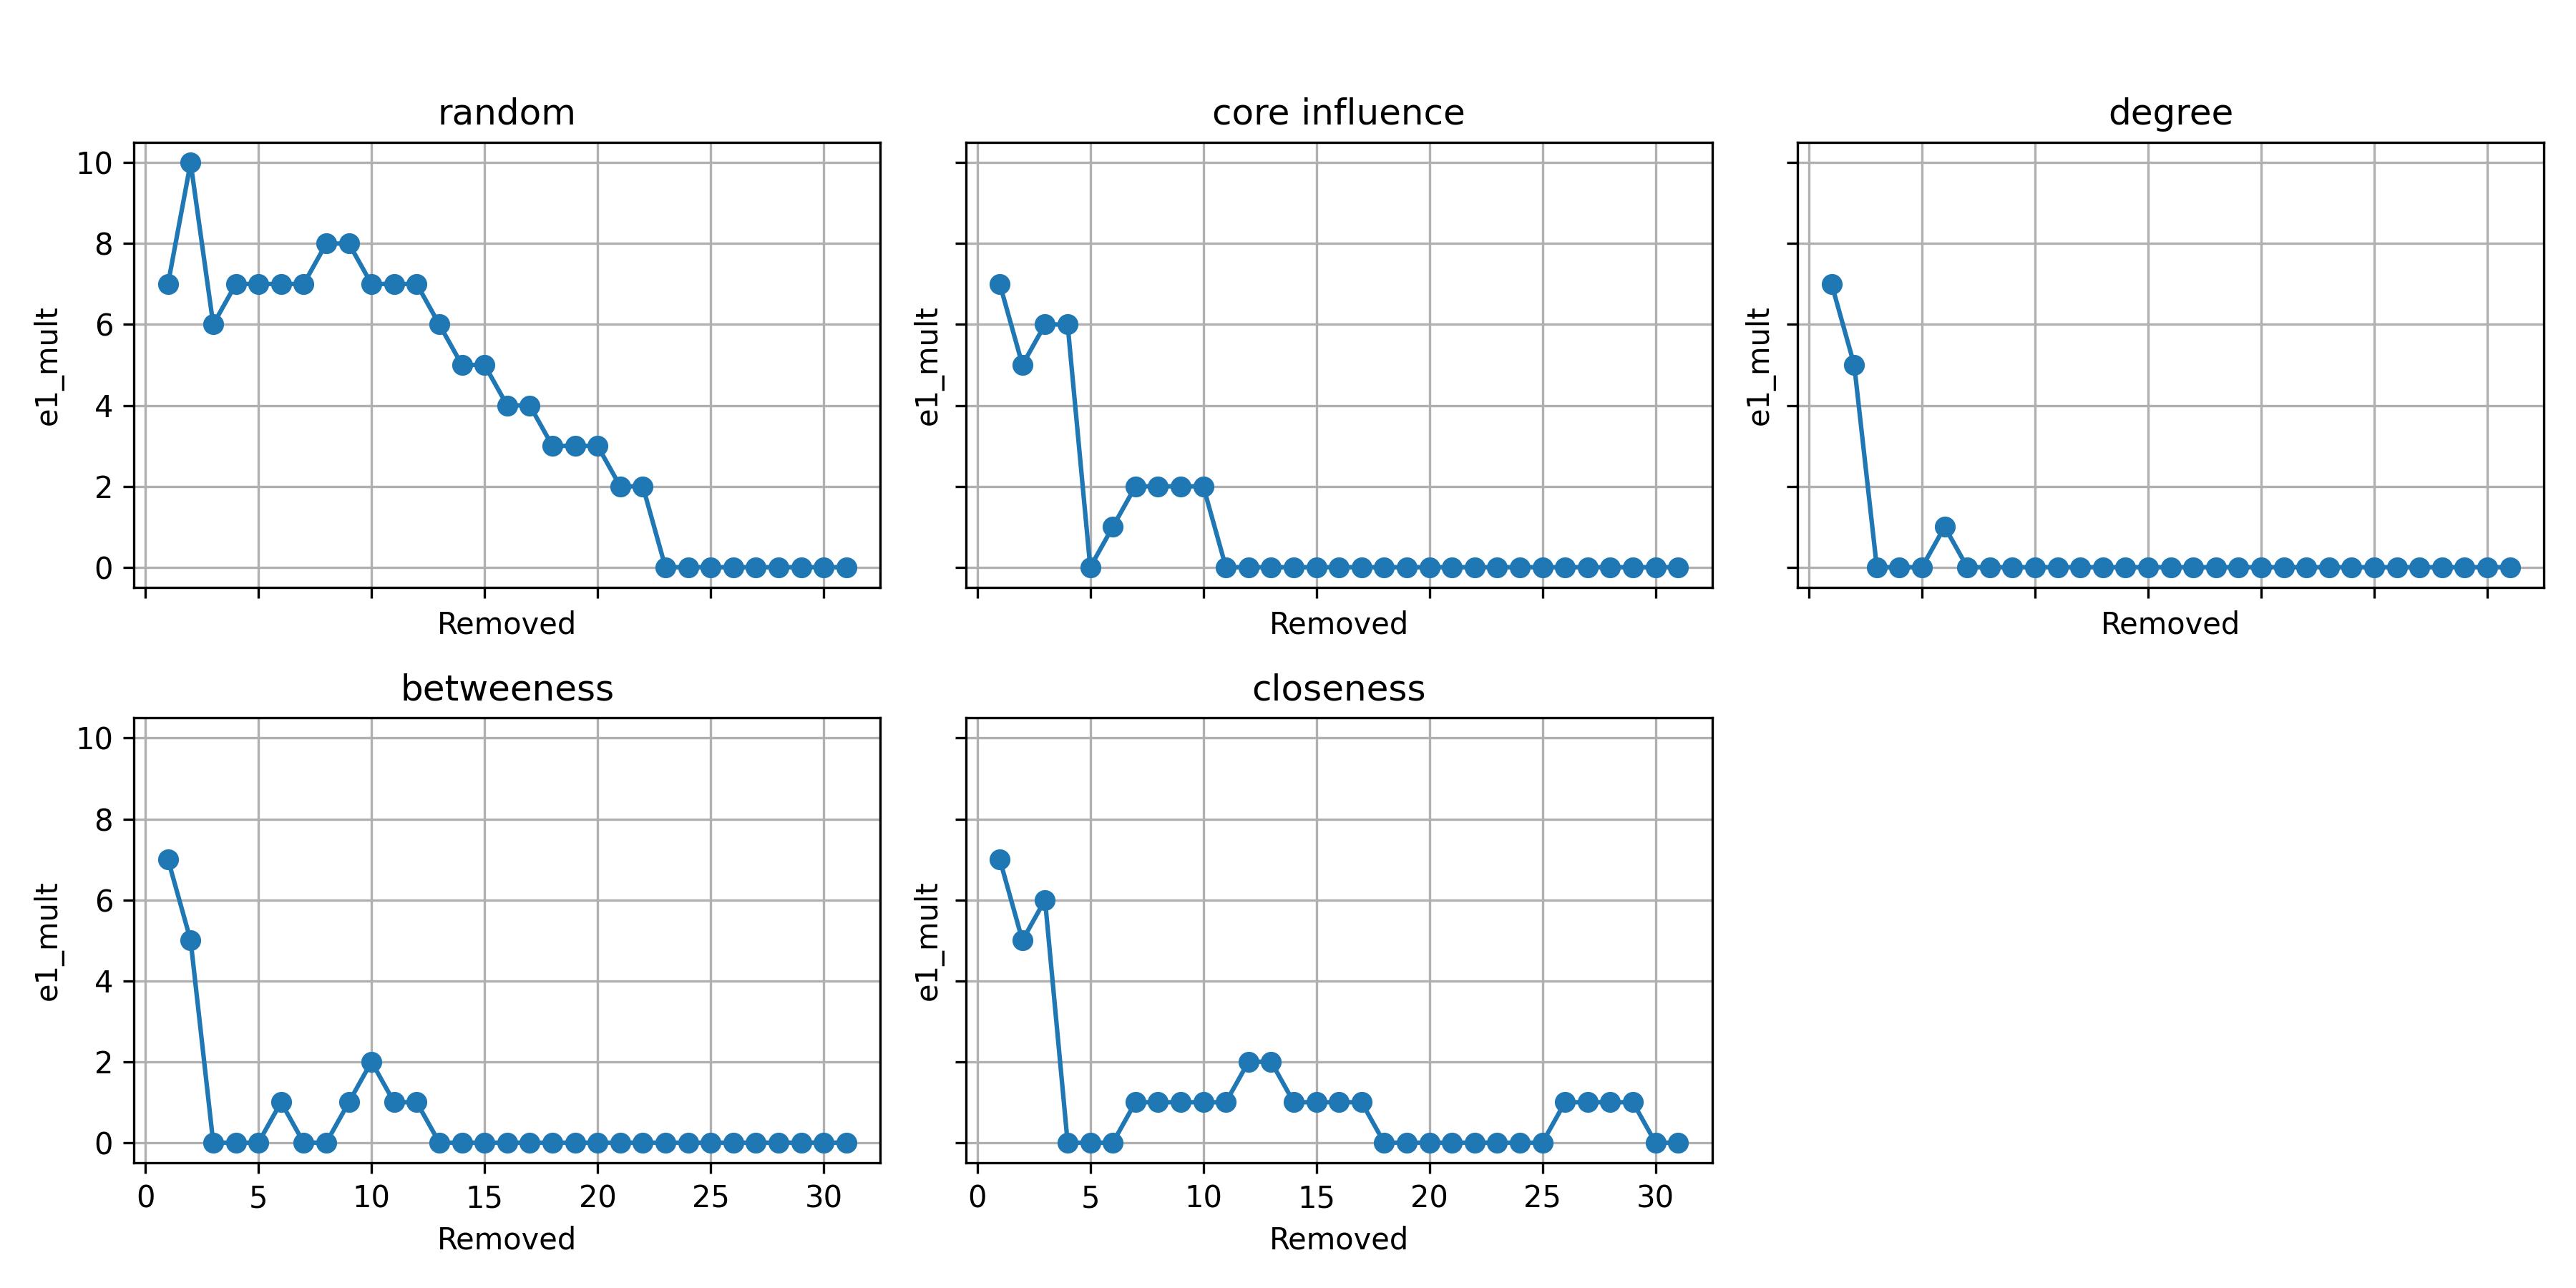 random
core influence
degree
10
8
6
4
2
0
e1_mult
e1_mult
e1_mult
Removed
Removed
Removed
betweeness
closeness
10
8
6
4
2
0
e1_mult
e1_mult
0 5 10 15 20 25 30
0 5 10 15 20 25 30
Removed
Removed